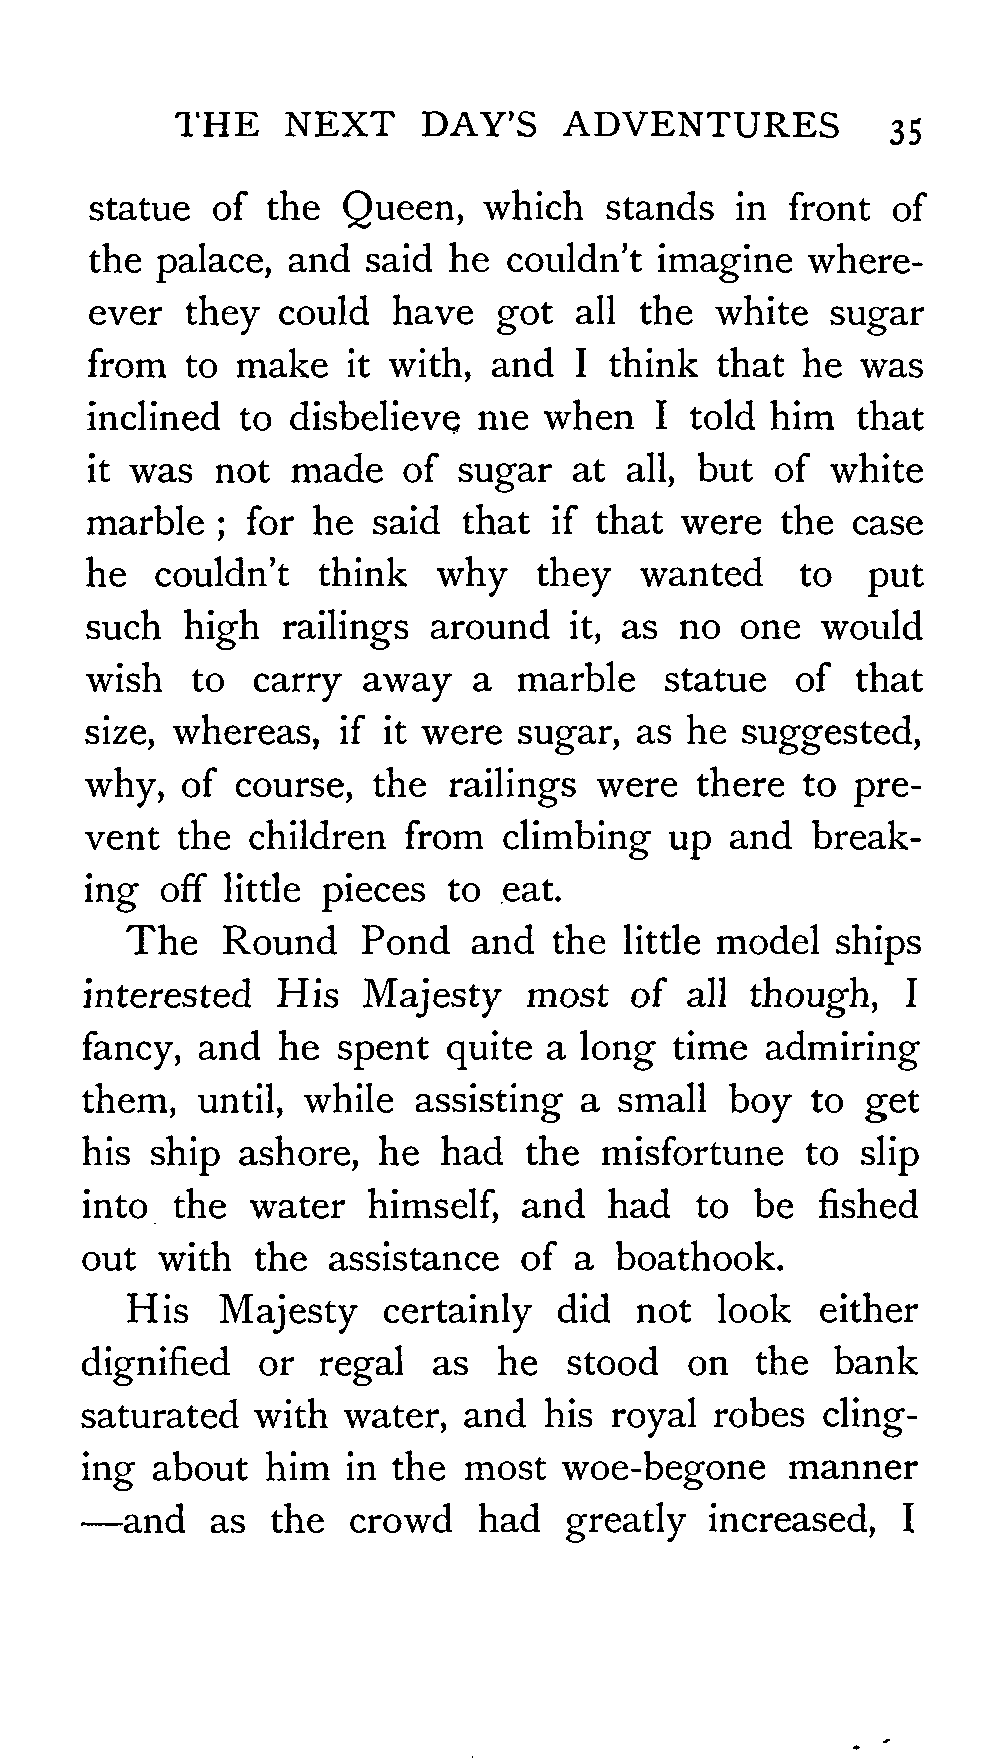 THE NEXT DAY'S ADVENTURES 35
statue of the Queen, which stands in front of
the palace, and said he couldn't imagine where-
ever they could have got all the white sugar
from to make it with, and I think that he was
inclined to disbelieve me when I told him that
it was not made of sugar at all, but of white
marble ; for he said that if that were the case
he couldn't think why they wanted to put
such high railings around it, as no one would
wish to carry away a marble statue of that
size, whereas, if it were sugar, as he suggested,
why, of course, the railings were there to pre-
vent the children from climbing up and break-
ing off little pieces to eat.
The Round Pond and the little model ships
interested His Majesty most of all though, I
fancy, and he spent quite a long time admiring
them, until, while assisting a small boy to get
his ship ashore, he had the misfortune to slip
into the water himself, and had to be fished
out with the assistance of a boathook.
His Majesty certainly did not look either
dignified or regal as he stood on the bank
saturated with water, and his royal robes cling-
ing about him in the most woe-begone manner
—and as the crowd had greatly increased, I